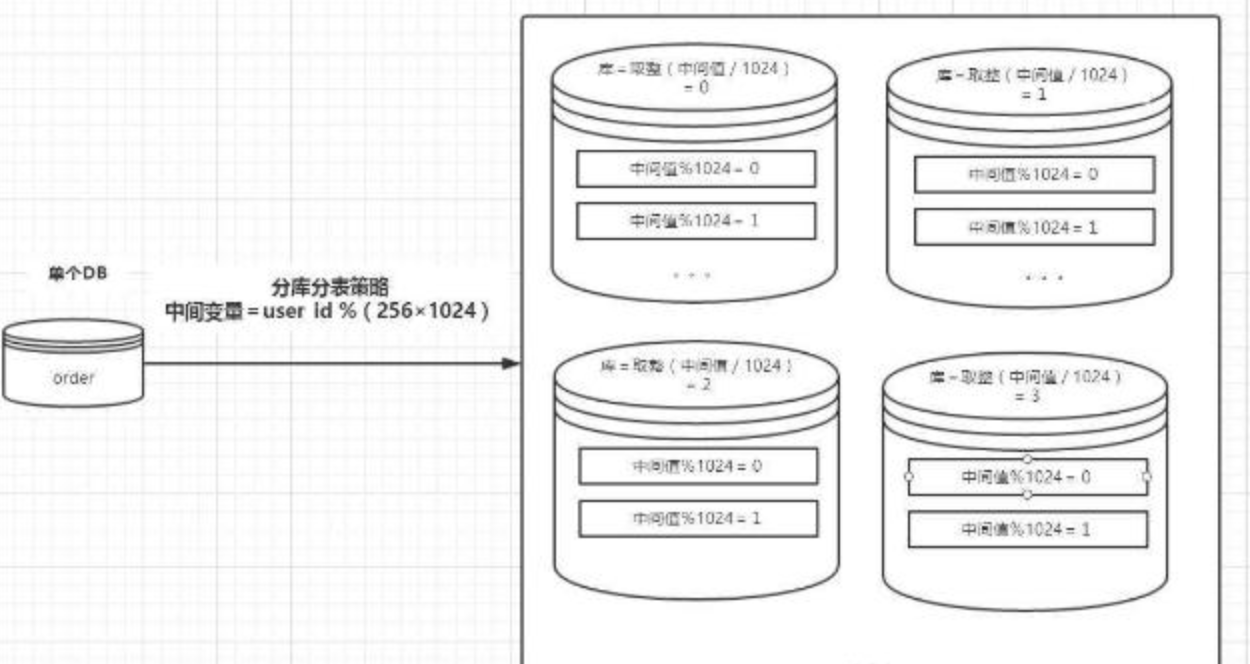 单个DB
order
分库分表策略
中间变量=user id %（256×1024）
库=取整（中间值/1024）
= 0
中间值%1024= 0
中间值%1024= 1
. . .
库=取整（中间值/1024）
= 1
中间值%1024= 0
中间值%1024= 1
. . .
库=取整（中间值/1024）
= 2
中间值%1024= 0
中间值%1024= 1
库=取整（中间值/1024）
= 3
中间值%1024= 0
中间值%1024= 1